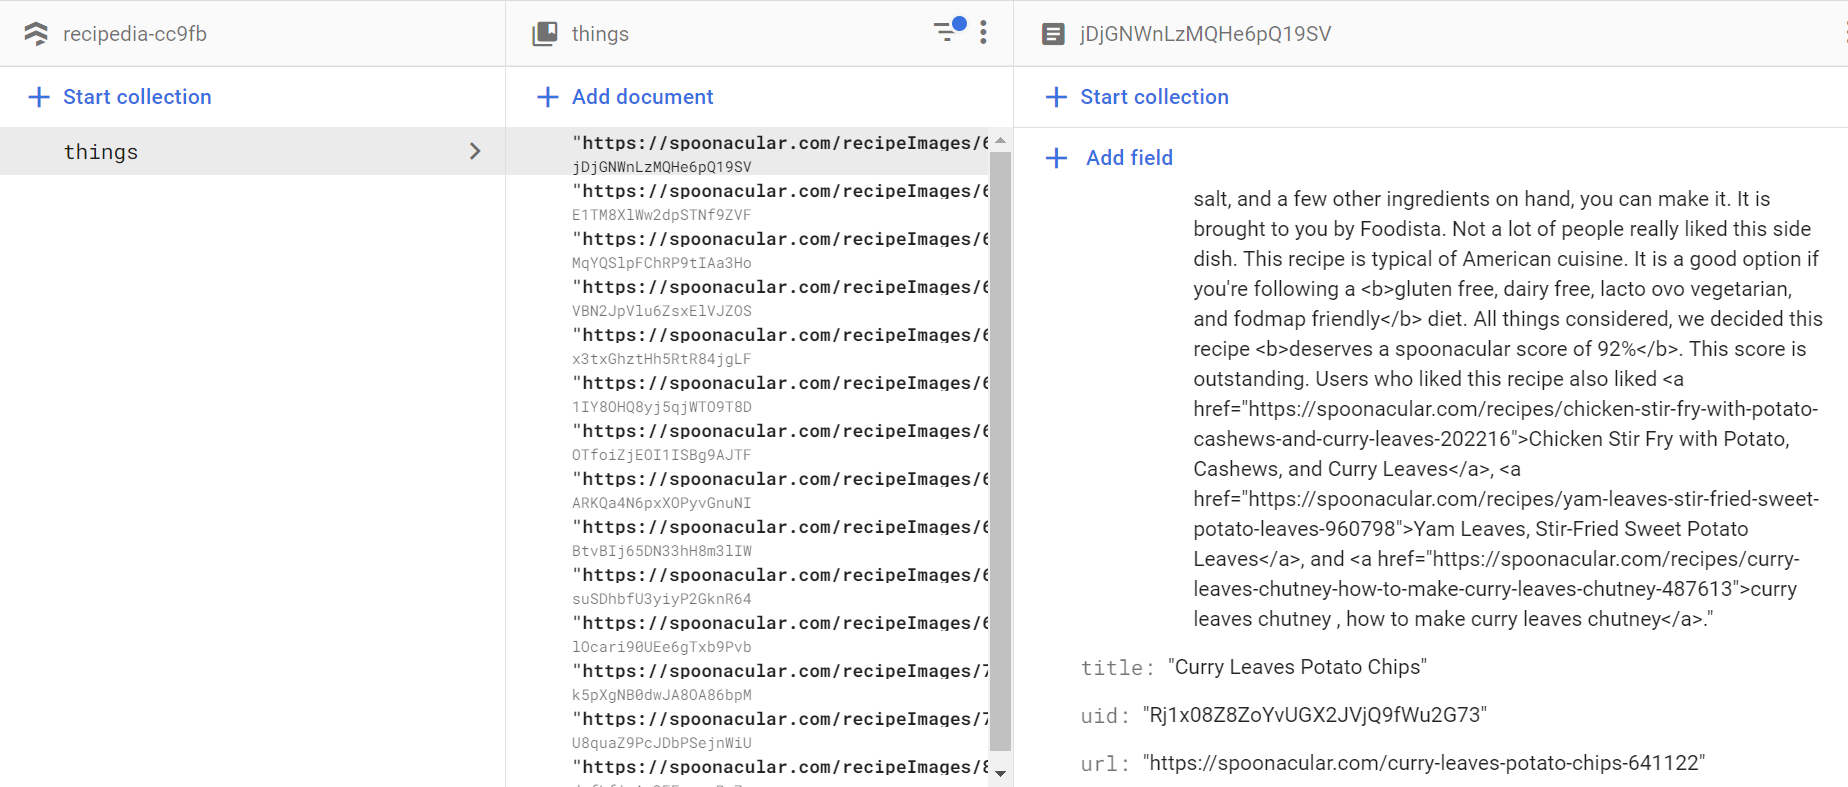 recipedia-cc9fb
Start collection
things
things
Add document
"https://spoonacular.com/recipeImages/6
jDjGNWnLzMQHe6pQ19SV
"https://spoonacular.com/recipeImages/6
E1TM8XlWw2dpSTNf9ZVF
"https://spoonacular.com/recipeImages/6
MqYQSlpFChRP9tIAa3Ho
"https://spoonacular.com/recipeImages/6
VBN2JpVlu6ZsxElVJZOS
"https://spoonacular.com/recipeImages/6
x3txGhztHh5RtR84jgLF
"https://spoonacular.com/recipeImages/6
1IY8OHQ8yj5qjWTO9T8D
"https://spoonacular.com/recipeImages/6
OTfoiZjEOI1ISBg9AJTF
"https://spoonacular.com/recipeImages/6
ARKQa4N6pxXOPyvGnuNI
"https://spoonacular.com/recipeImages/6
BtvBIj65DN33hH8m3lIW
"https://spoonacular.com/recipeImages/6
suSDhbfU3yiyP2GknR64
"https://spoonacular.com/recipeImages/6
lOcari90UEe6gTxb9Pvb
"https://spoonacular.com/recipeImages/7
k5pXgNB0dwJA8OA86bpM
"https://spoonacular.com/recipeImages/7
U8quaZ9PcJDbPSejnWiU
"https://spoonacular.com/recipeImages/8
jDjGNWnLzMQHe6pQ19SV
Start collection
Add field
salt, and a few other ingredients on hand, you can make it. It is
brought to you by Foodista. Not a lot of people really liked this side
dish. This recipe is typical of American cuisine. It is a good option if
you're following a <b>gluten free, dairy free, lacto ovo vegetarian,
and fodmap friendly</b> diet. All things considered, we decided this
recipe <b>deserves a spoonacular score of 92%</b>. This score is
outstanding. Users who liked this recipe also liked <a
href="https://spoonacular.com/recipes/chicken-stir-fry-with-potato-
cashews-and-curry-leaves-202216">Chicken Stir Fry with Potato,
Cashews, and Curry Leaves</a>, <a
href="https://spoonacular.com/recipes/yam-leaves-stir-fried-sweet-
potato-leaves-960798">Yam Leaves, Stir-Fried Sweet Potato
Leaves</a>, and <a href="https://spoonacular.com/recipes/curry-
leaves-chutney-how-to-make-curry-leaves-chutney-487613">curry
leaves chutney , how to make curry leaves chutney</a>."
title: "Curry Leaves Potato Chips"
uid: "Rj1x08Z8ZoYvUGX2JVjQ9fWu2G73"
url: "https://spoonacular.com/curry-leaves-potato-chips-641122"